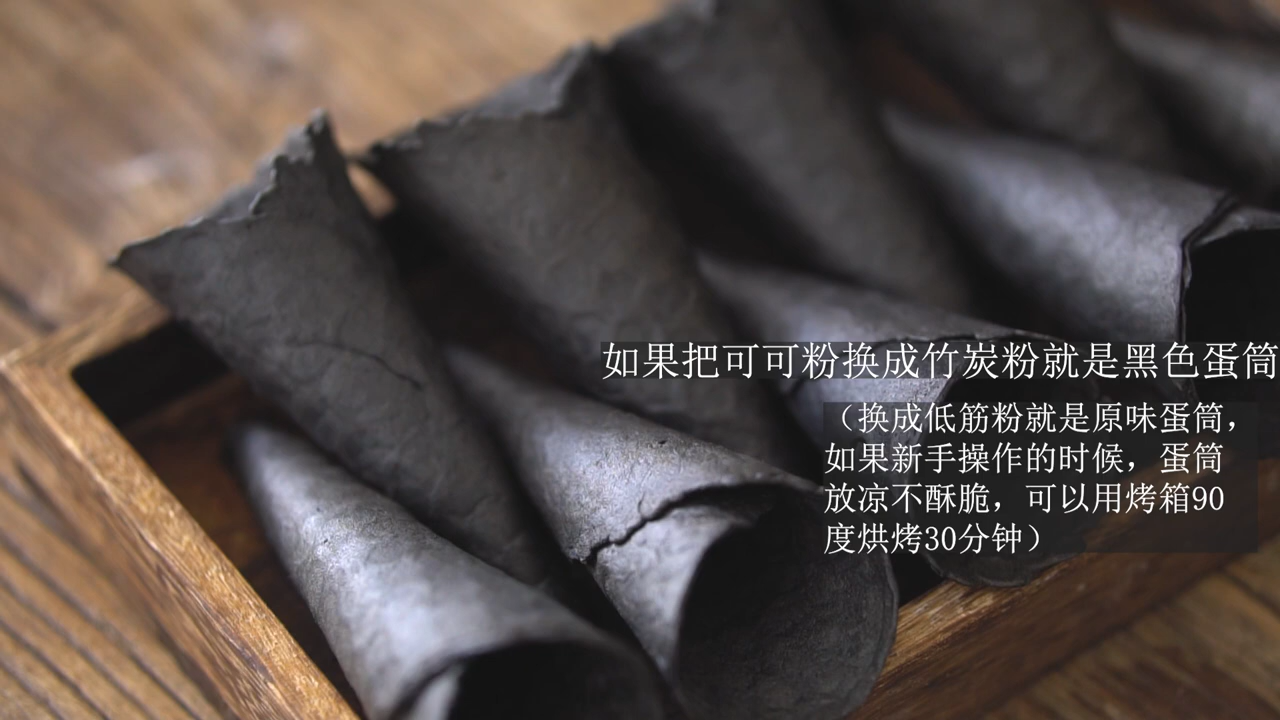 如果把可可粉换成竹炭粉就是黑色蛋筒
（换成低筋粉就是原味蛋筒，
如果新手操作的时候，蛋筒
放凉不酥脆，可以用烤箱90
度烘烤30分钟）